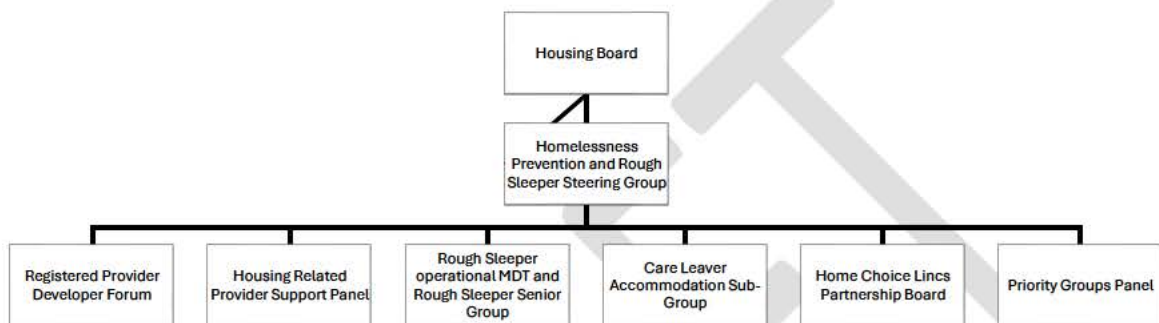 Housing Board
Homelessness
Prevention and Rough
Sleeper Steering Group
Registered Provider
Developer Forum
Housing Related
Provider Support Panel
Rough Sleeper
operational MDT and
Rough Sleeper Senior
Group
Care Leaver
Accommodation Sub-
Group
Home Choice Lincs
Partnership Board
Priority Groups Panel